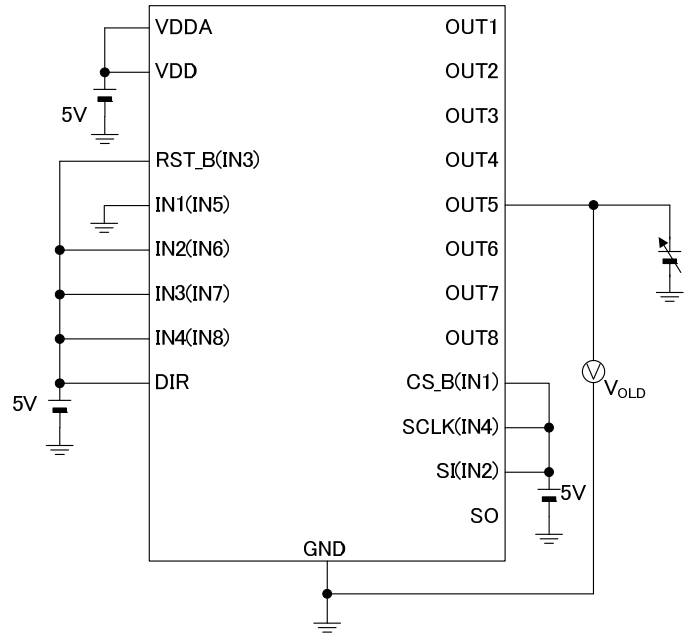 VDDA
VDD
5V
RST_B(IN3)
IN1(IN5)
IN2(IN6)
IN3(IN7)
IN4(IN8)
DIR
5V
OUT1
OUT2
OUT3
OUT4
OUT5
OUT6
OUT7
OUT8
CS_B(IN1)
SCLK(IN4)
SI(IN2)
5V
SO
GND
V
VOLD